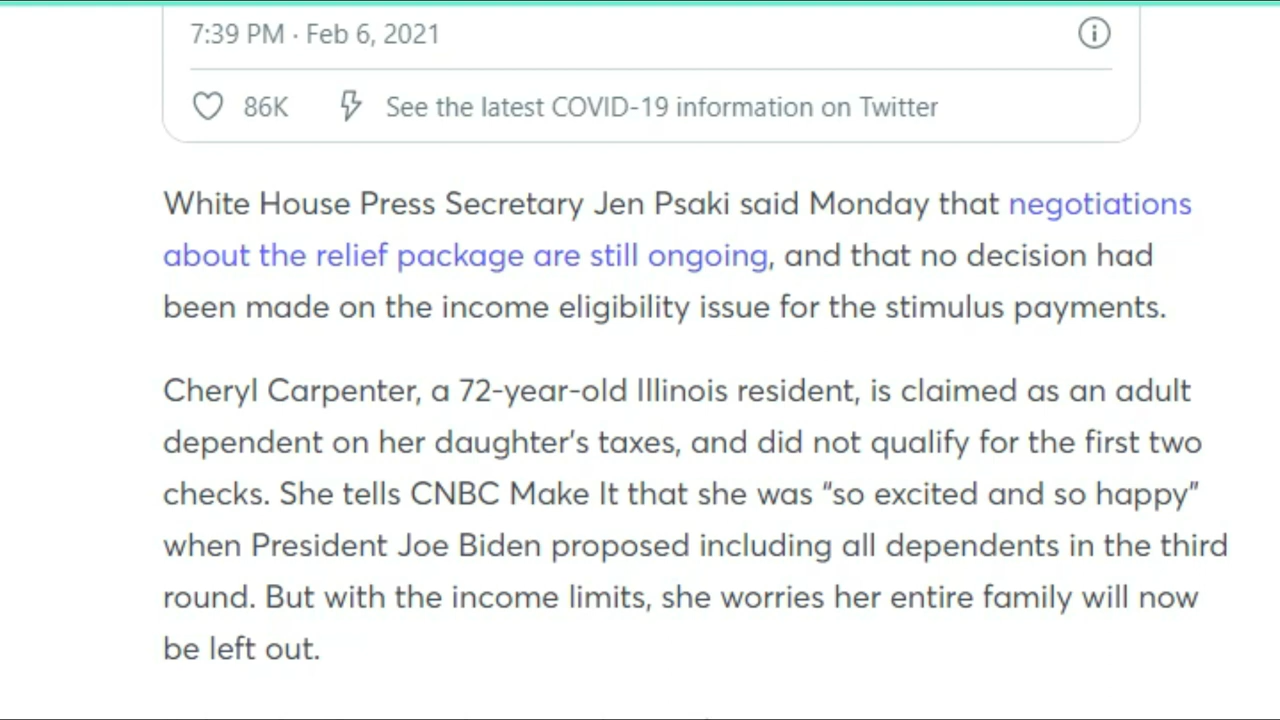 7:39 PM · Feb 6, 2021
86K See the latest COVID-19 information on Twitter
White House Press Secretary Jen Psaki said Monday that negotiations
about the relief package are still ongoing, and that no decision had
been made on the income eligibility issue for the stimulus payments.
Cheryl Carpenter, a 72-year-old Illinois resident, is claimed as an adult
dependent on her daughter’s taxes, and did not qualify for the first two
checks. She tells CNBC Make It that she was “so excited and so happy”
when President Joe Biden proposed including all dependents in the third
round. But with the income limits, she worries her entire family will now
be left out.